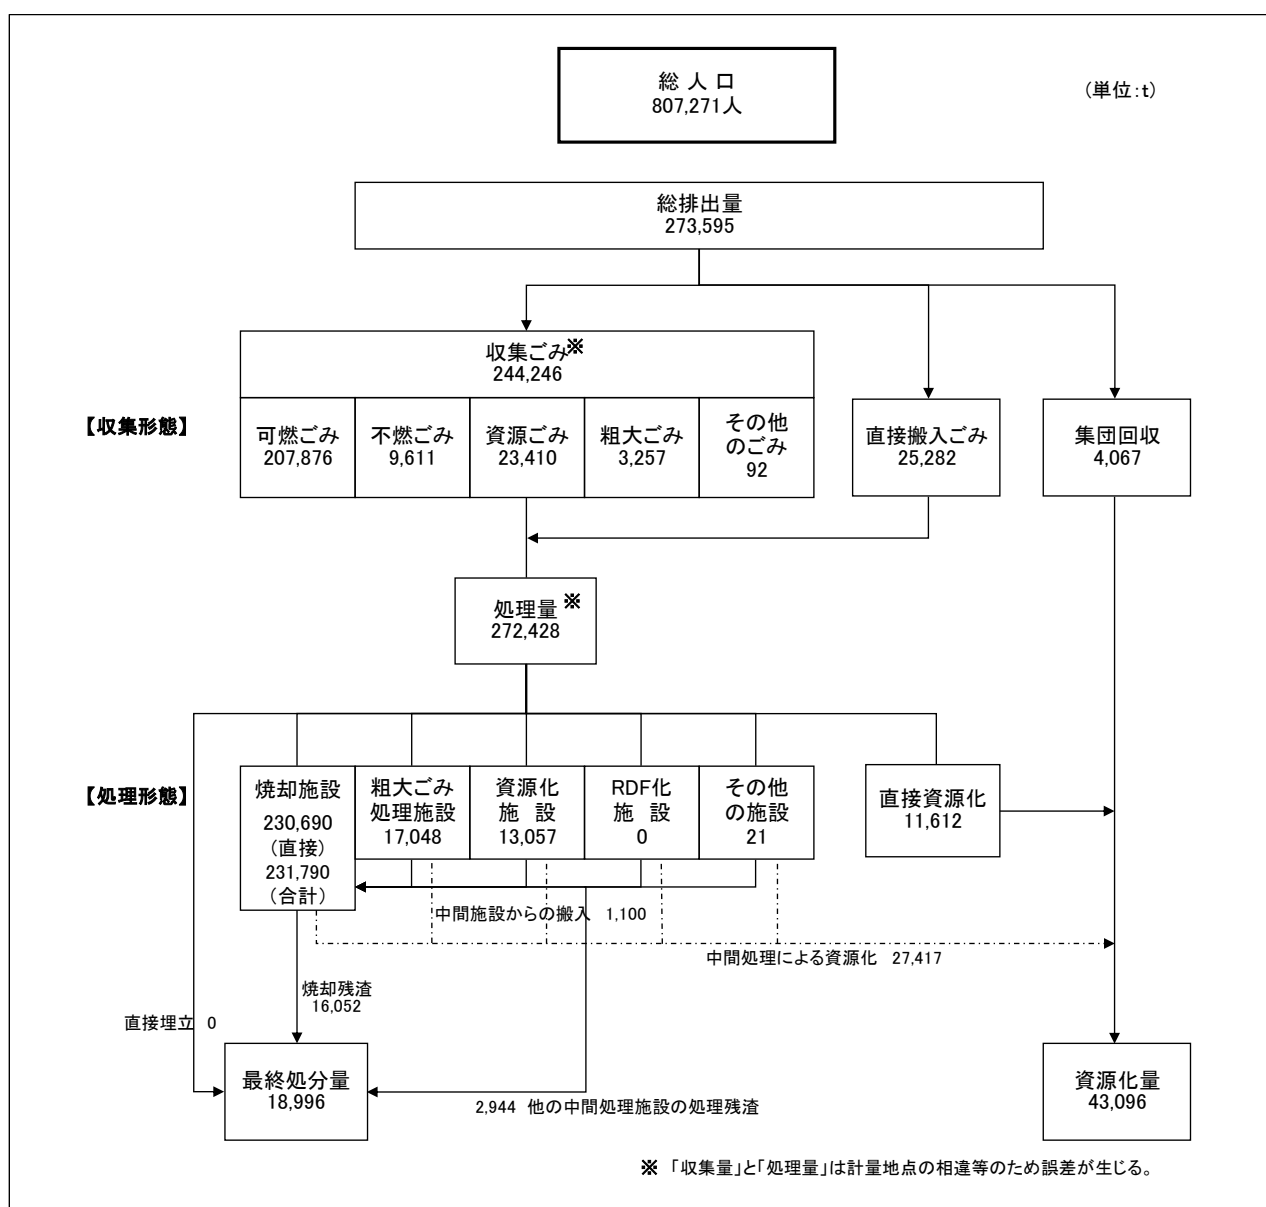 総 人 口
807,271人
(単位:t)
総排出量
273,595
収集ごみ※
244,246
【収集形態】
可燃ごみ
207,876
不燃ごみ
9,611
資源ごみ
23,410
粗大ごみ
3,257
その他
のごみ
92
直接搬入ごみ
25,282
集団回収
4,067
処理量※
272,428
【処理形態】
焼却施設
230,690
(直接)
231,790
(合計)
粗大ごみ
処理施設
17,048
資源化
施 設
13,057
RDF化
施 設
0
その他
の施設
21
直接資源化
11,612
中間施設からの搬入 1,100
中間処理による資源化 27,417
焼却残渣
16,052
直接埋立 0
最終処分量
18,996
2,944 他の中間処理施設の処理残渣
資源化量
43,096
※ 「収集量」と「処理量」は計量地点の相違等のため誤差が生じる。